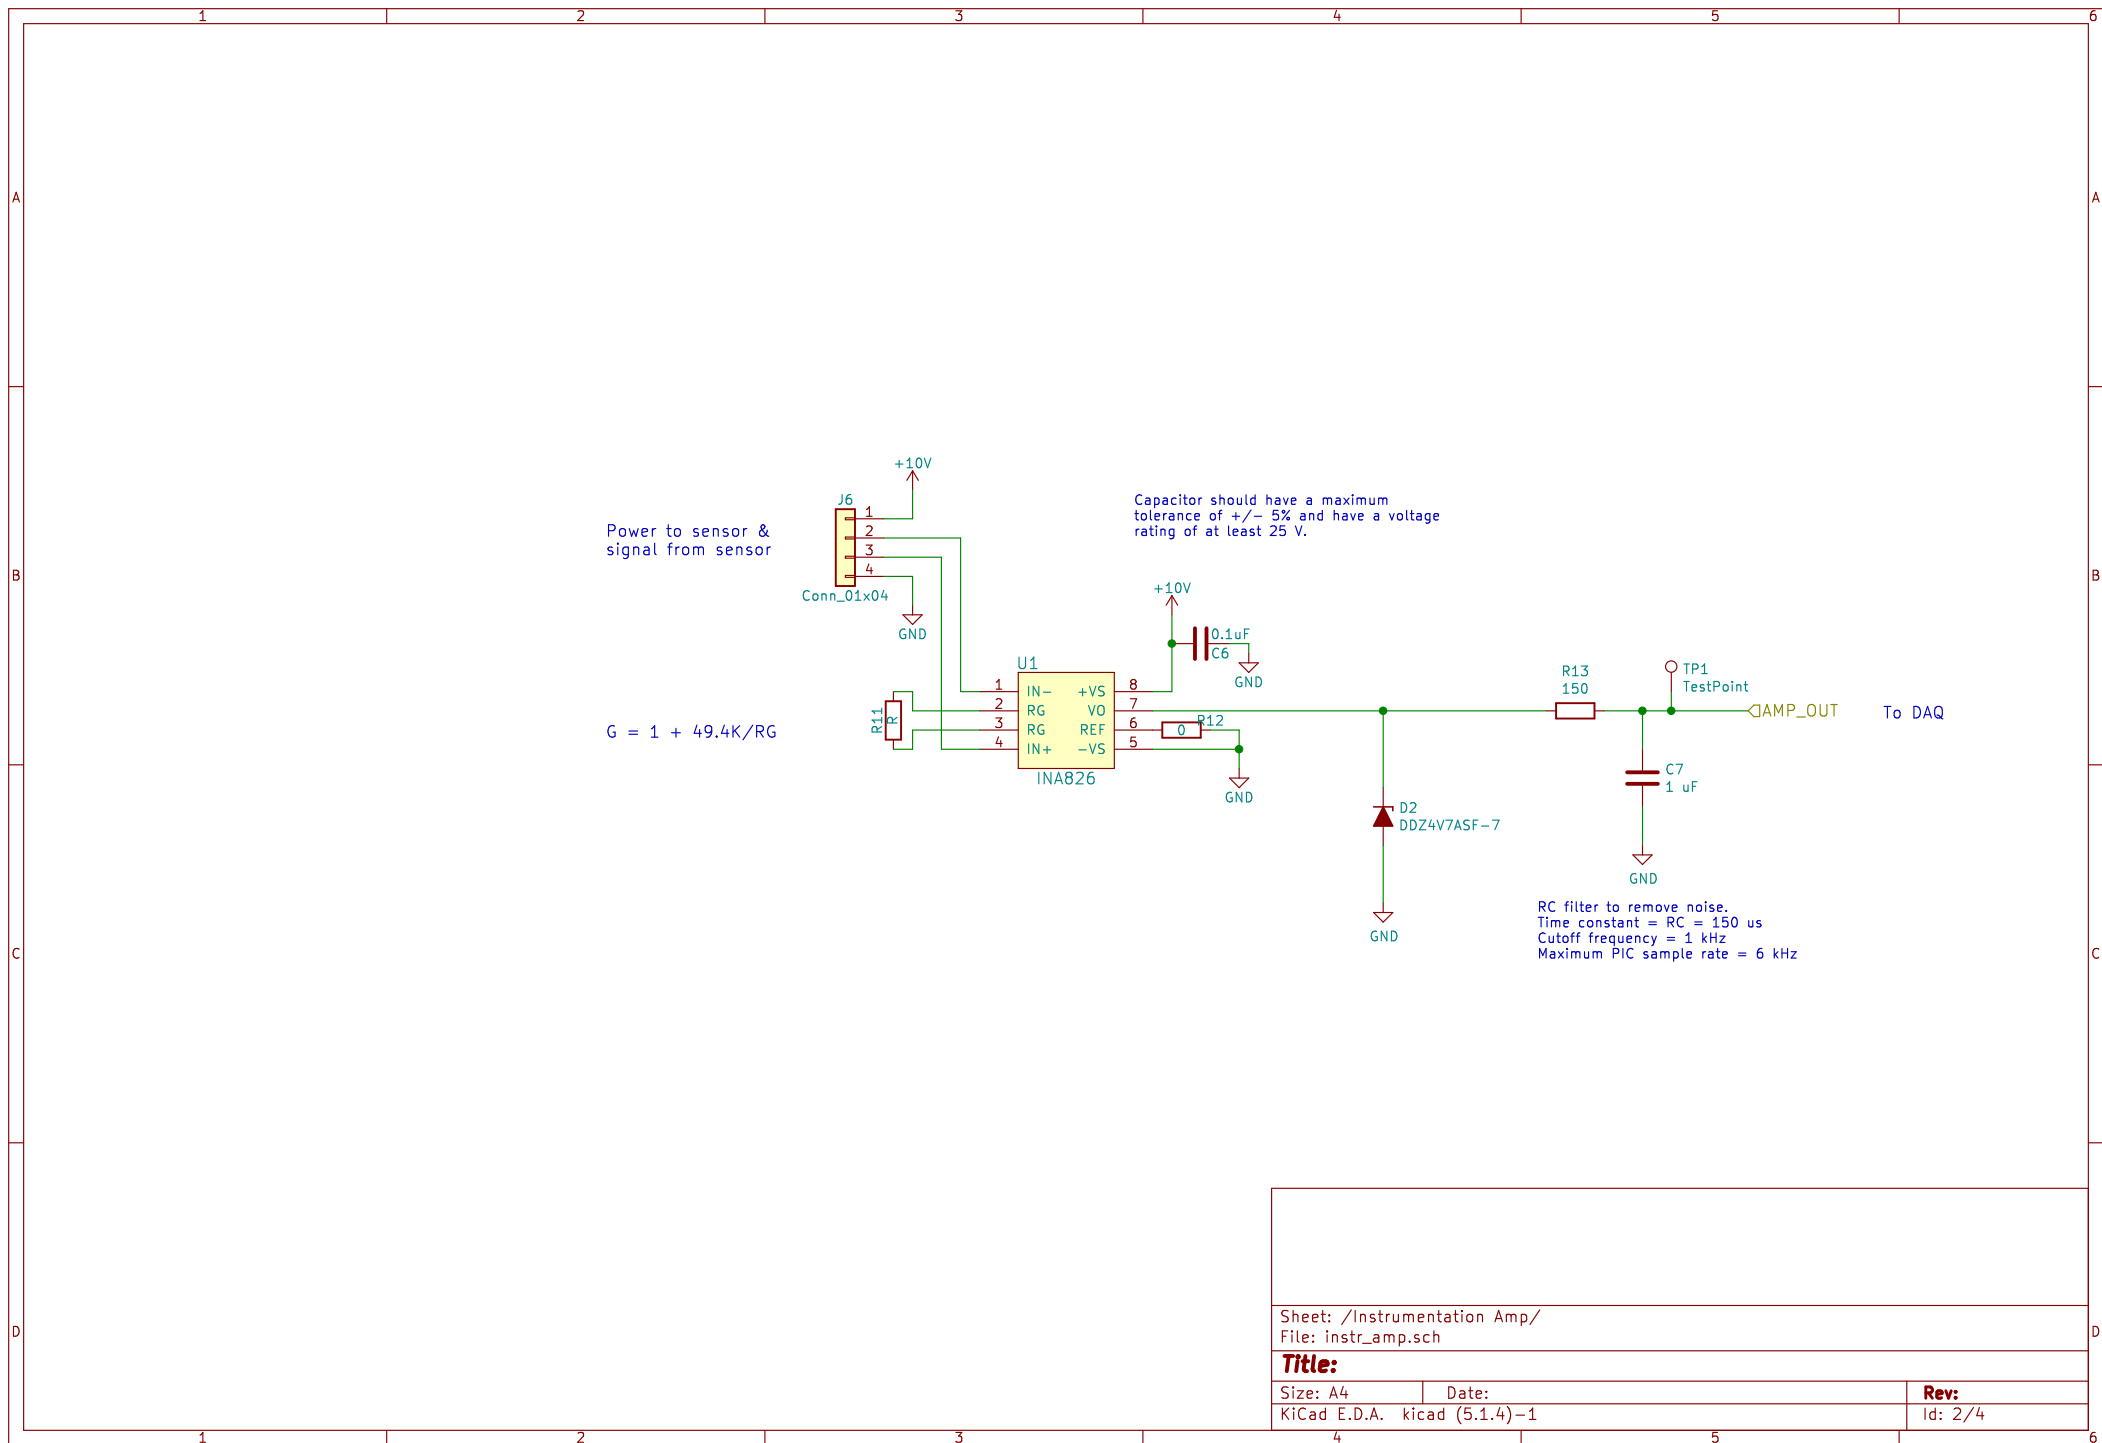 1 2 3 4 5 6
A A
+10V
J6
1
2
3
4
Conn_01x04
GND
Power to sensor &
signal from sensor
Capacitor should have a maximum
tolerance of +/- 5% and have a voltage
rating of at least 25 V.
B B
+10V
0.1uF
C6
GND
U1
1 IN- +VS 8
2 RG VO 7
3 RG REF 6
4 IN+ -VS 5
INA826
R11
R
G = 1 + 49.4K/RG
R12
0
GND
R13
150
TP1
TestPoint
AMP_OUT
To DAQ
D2
DDZ4V7ASF-7
GND
C7
1 uF
GND
RC filter to remove noise.
Time constant = RC = 150 us
Cutoff frequency = 1 kHz
Maximum PIC sample rate = 6 kHz
C C
Sheet: /Instrumentation Amp/
File: instr_amp.sch
Title:
Size: A4 Date: Rev:
KiCad E.D.A. kicad (5.1.4)-1 Id: 2/4
D D
1 2 3 4 5 6